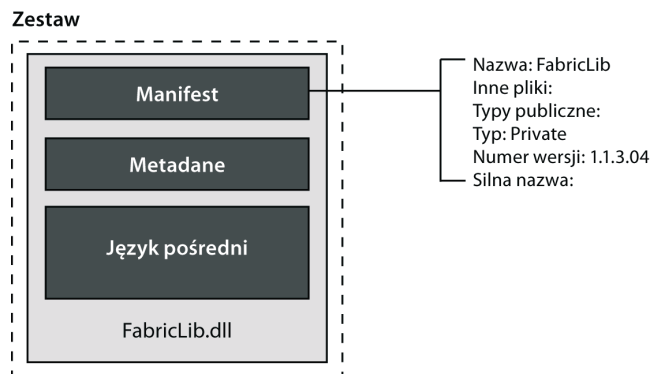 Zestaw
Manifest
Metadane
Język pośredni
FabricLib.dll
Nazwa: FabricLib
Inne pliki:
Typy publiczne:
Typ: Private
Numer wersji: 1.1.3.04
Silna nazwa: